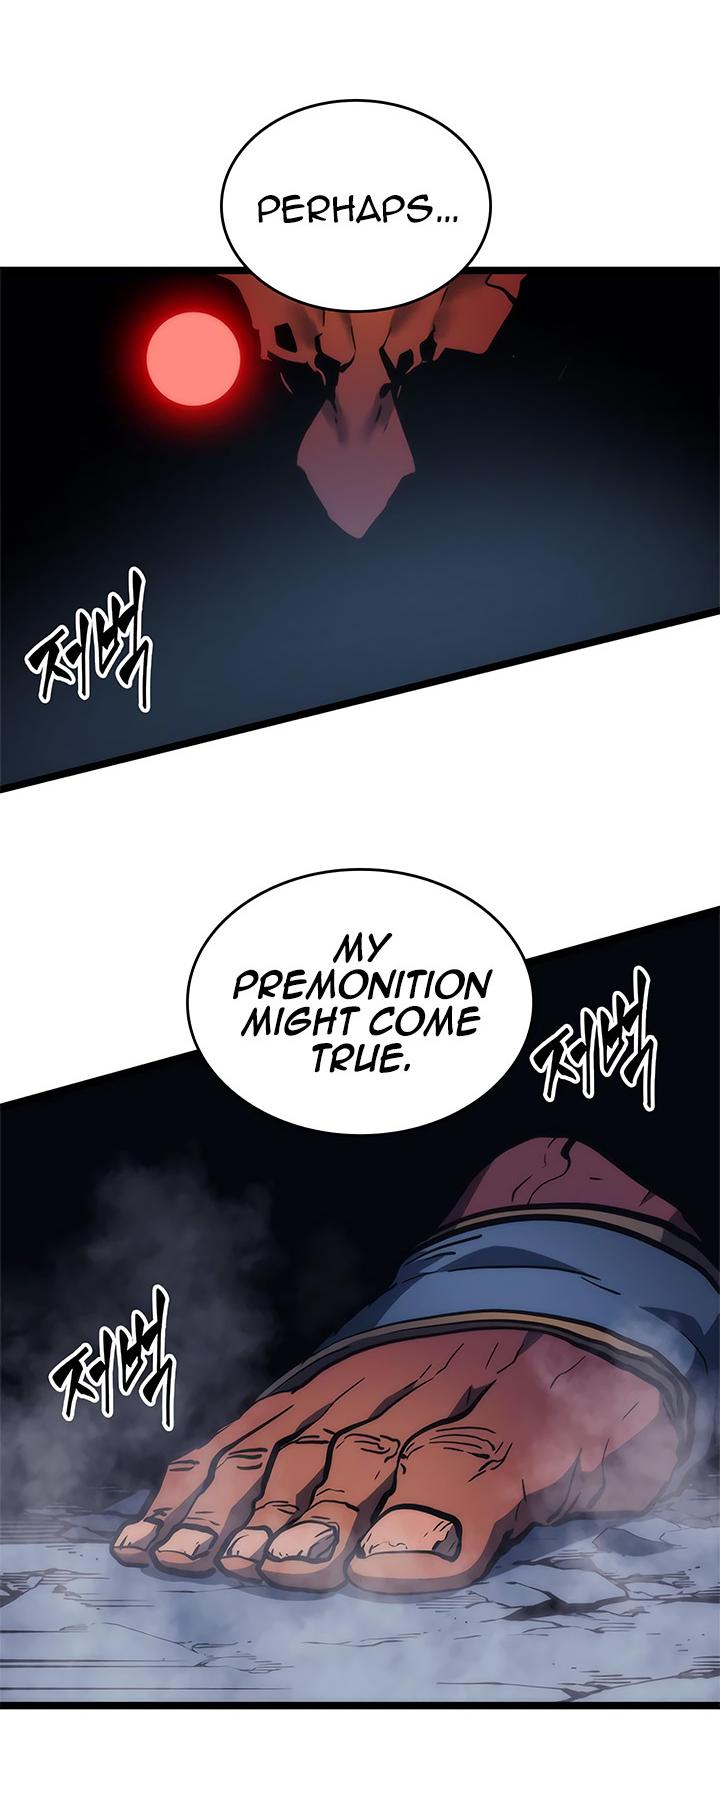 PERHAPS...
저벅
MY
PREMONITION
MIGHT COME
TRUE.
저벅
저벅